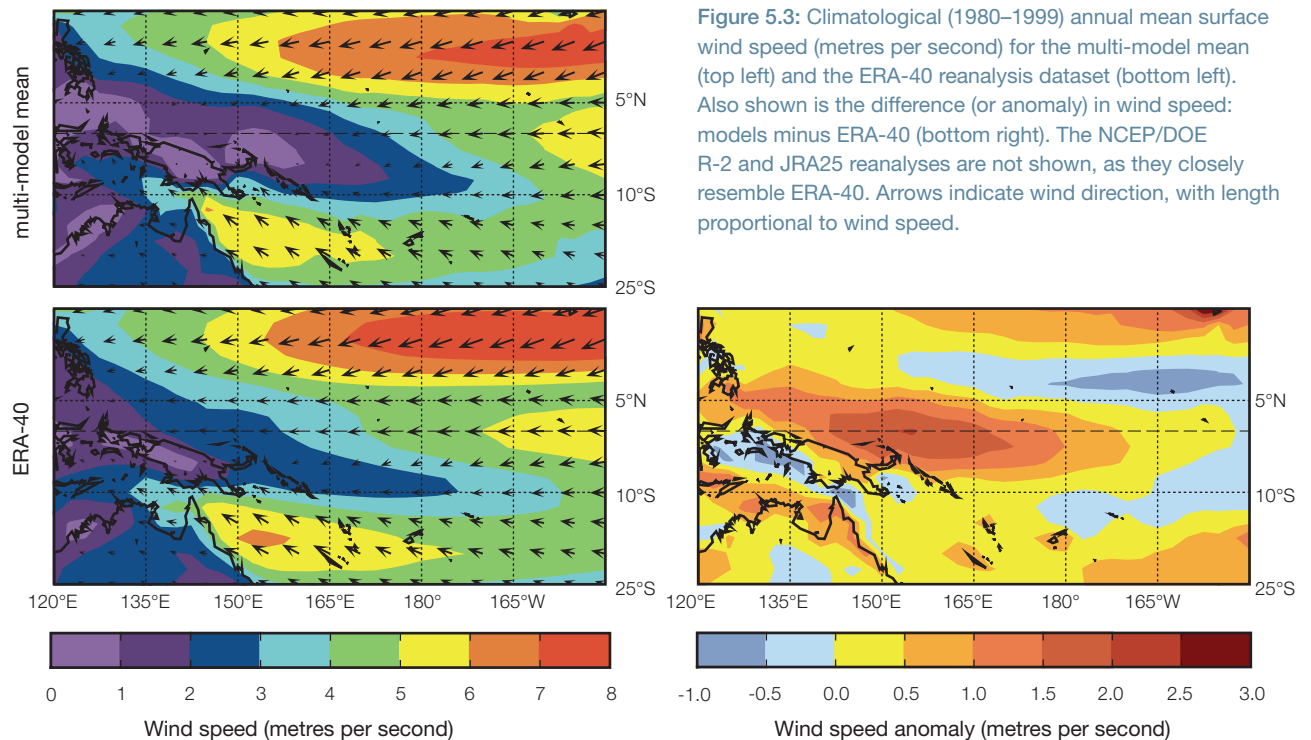 multi-model mean
5°N
10°S
25°S
Figure 5.3: Climatological (1980–1999) annual mean surface
wind speed (metres per second) for the multi-model mean
(top left) and the ERA-40 reanalysis dataset (bottom left).
Also shown is the difference (or anomaly) in wind speed:
models minus ERA-40 (bottom right). The NCEP/DOE
R-2 and JRA25 reanalyses are not shown, as they closely
resemble ERA-40. Arrows indicate wind direction, with length
proportional to wind speed.
ERA-40
5°N
10°S
25°S
120°E 135°E 150°E 165°E 180° 165°W
0 1 2 3 4 5 6 7 8
Wind speed (metres per second)
5°N
10°S
25°S
120°E 135°E 150°E 165°E 180° 165°W
-1.0 -0.5 0.0 0.5 1.0 1.5 2.0 2.5 3.0
Wind speed anomaly (metres per second)